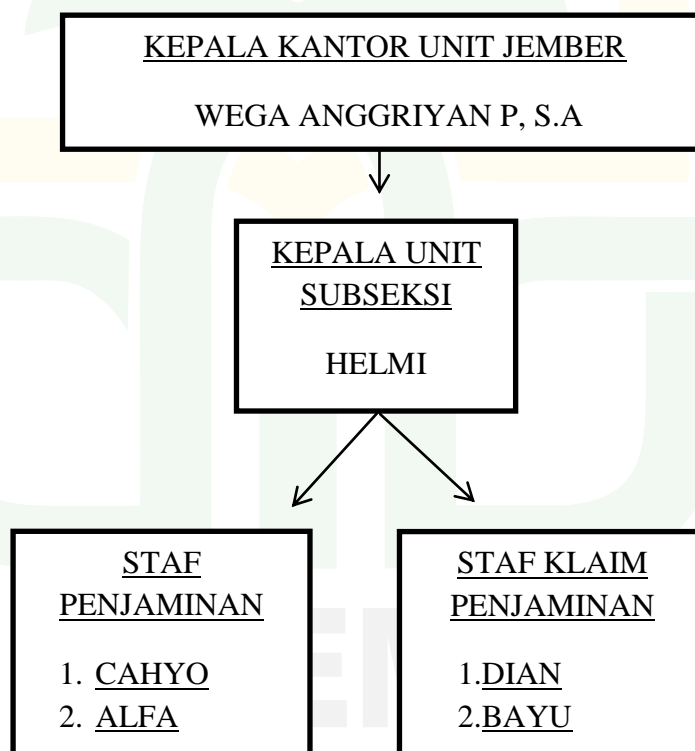 KEPALA KANTOR UNIT JEMBER
WEGA ANGGRIYAN P, S.A
KEPALA UNIT
SUBSEKSI
HELMI
STAF
PENJAMINAN
1. CAHYO
2. ALFA
STAF KLAIM
PENJAMINAN
1.DIAN
2.BAYU